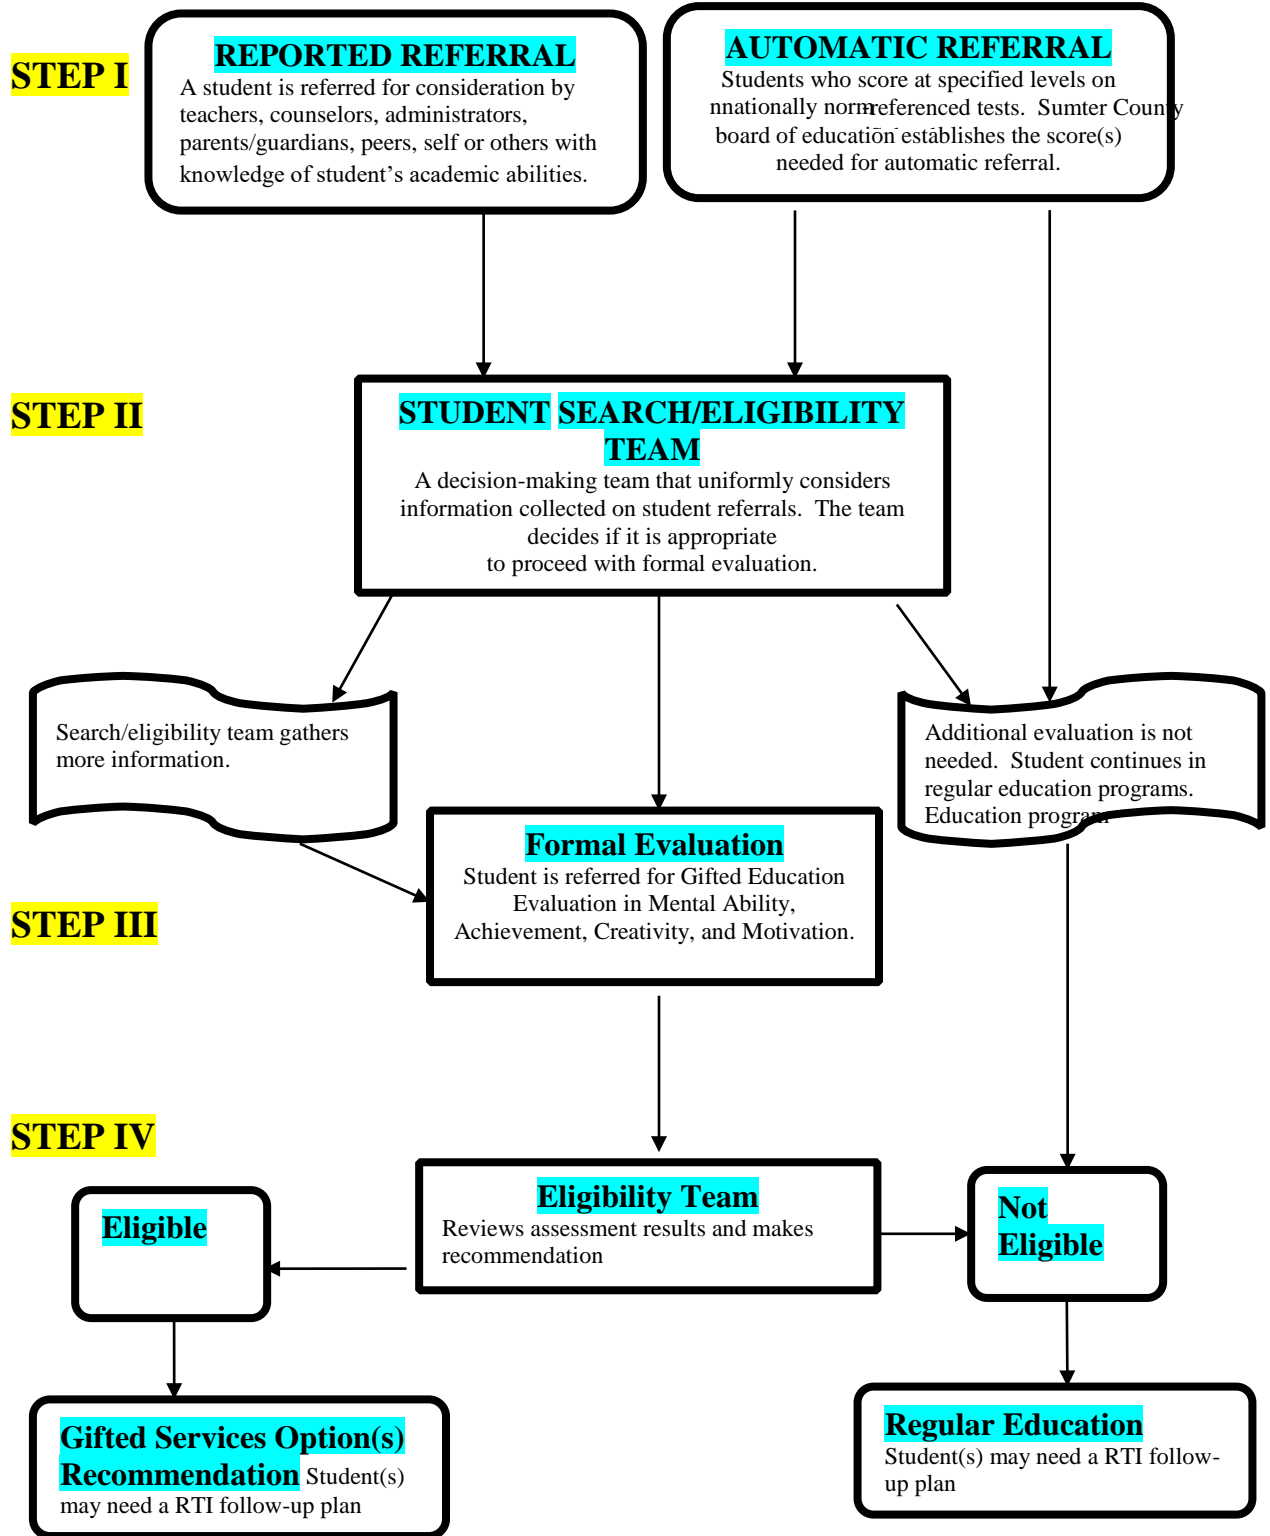 STEP I
REPORTED REFERRAL
A student is referred for consideration by
teachers, counselors, administrators,
parents/guardians, peers, self or others with
knowledge of student's academic abilities.
AUTOMATIC REFERRAL
Students who score at specified levels on
nnationally norm-referenced tests.  Sumter County
board of education establishes the score(s)
needed for automatic referral.
STEP II
STUDENT SEARCH/ELIGIBILITY
TEAM
A decision-making team that uniformly considers
information collected on student referrals.  The team
decides if it is appropriate
to proceed with formal evaluation.
Search/eligibility team gathers
more information.
Additional evaluation is not
needed.  Student continues in
regular education programs.
Education program
STEP III
Formal Evaluation
Student is referred for Gifted Education
Evaluation in Mental Ability,
Achievement, Creativity, and Motivation.
STEP IV
Eligible
Eligibility Team
Reviews assessment results and makes
recommendation
Not
Eligible
Gifted Services Option(s)
Recommendation Student(s)
may need a RTI follow-up plan
Regular Education
Student(s) may need a RTI follow-
up plan